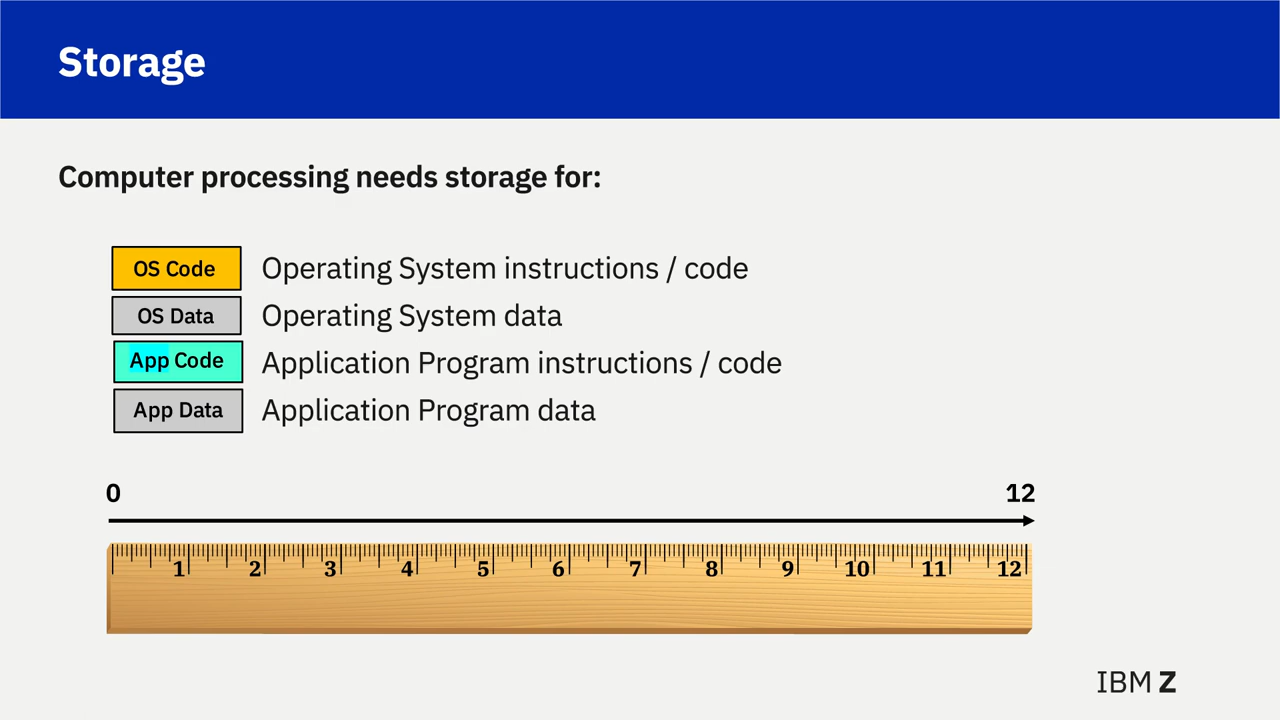 Storage
Computer processing needs storage for:
OS Code Operating System instructions / code
OS Data Operating System data
App Code Application Program instructions / code
App Data Application Program data
0 12
1 2 3 4 5 6 7 8 9 10 11 12
IBM Z